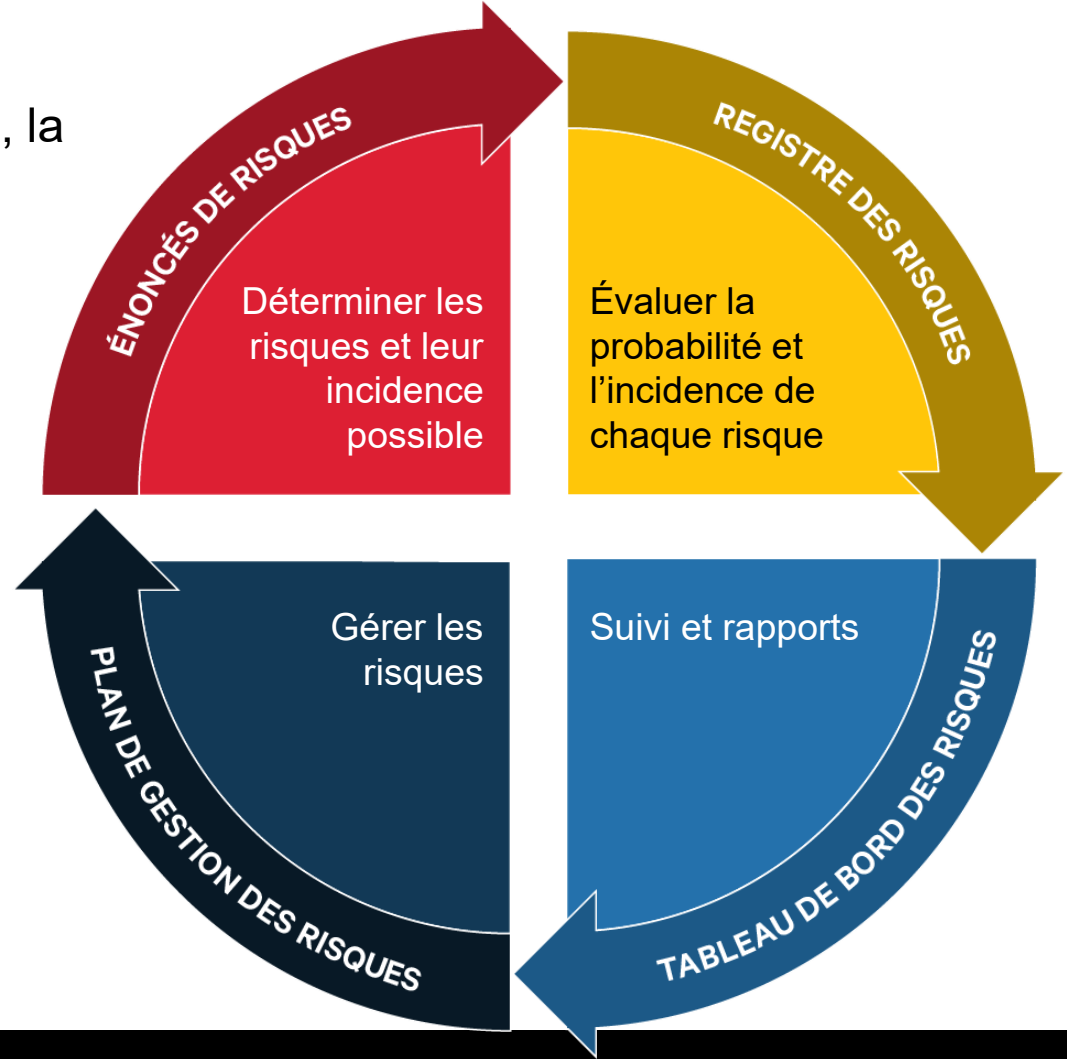 , la
ÉNONCÉS DE RISQUES
Déterminer les
risques et leur
incidence
possible
REGISTRE DES RISQUES
Évaluer la
probabilité et
l’incidence de
chaque risque
Gérer les
risques
PLAN DE GESTION DES RISQUES
Suivi et rapports
TABLEAU DE BORD DES RISQUES